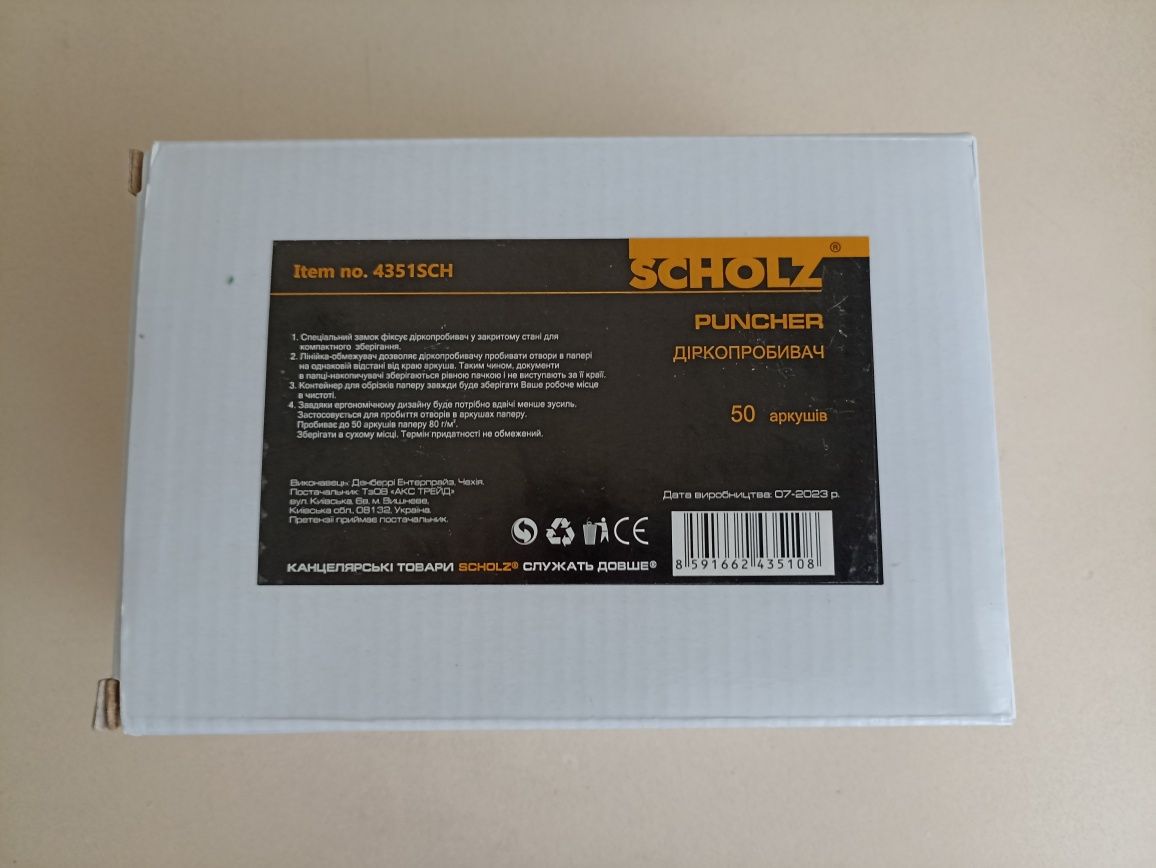 Item no. 4351SCH
SCHOLZ®
PUNCHER
ДІРКОПРОБИВАЧ
50 аркушів
1. Спеціальний замок фіксує діркопробивач у закритому стані для
компактного зберігання.
2. Лінійка-обмежувач дозволяє діркопробивачу пробивати отвори в папері
на однаковій відстані від краю аркуша. Таким чином, документи
в папці-накопичувачі зберігаються рівною пачкою і не виступають за її краї.
3. Контейнер для обрізків паперу завжди буде зберігати Ваше робоче місце
в чистоті.
4. Завдяки ергономічному дизайну буде потрібно вдвічі менше зусиль.
Застосовується для пробиття отворів в аркушах паперу.
Пробиває до 50 аркушів паперу 80 г/м².
Зберігати в сухому місці. Термін придатності не обмежений.
Виконавець: Денберрі Ентерпрайз, Чехія.
Постачальник: ТзОВ «АКС ТРЕЙД»
вул. Київська, 6в, м. Вишневе,
Київська обл., 08132, Україна.
Претензії приймає постачальник.
Дата виробництва: 07-2023 р.
CE
8 591662 435108
КАНЦЕЛЯРСЬКІ ТОВАРИ SCHOLZ® СЛУЖАТЬ ДОВШЕ®